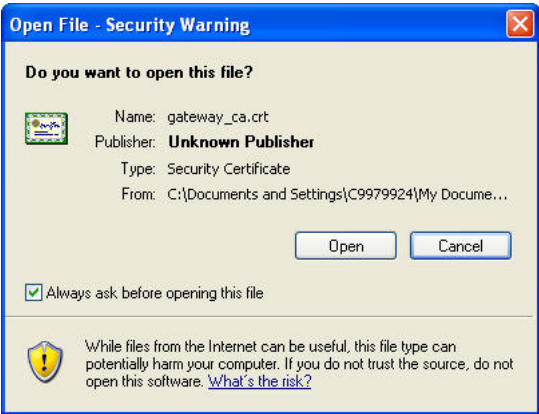 Open File - Security Warning
Do you want to open this file?
Name: gateway_ca.crt
Publisher: Unknown Publisher
Type: Security Certificate
From: C:\Documents and Settings\C9979924\My Docume...
Open Cancel
Always ask before opening this file
While files from the Internet can be useful, this file type can
potentially harm your computer. If you do not trust the source, do not
open this software. What's the risk?